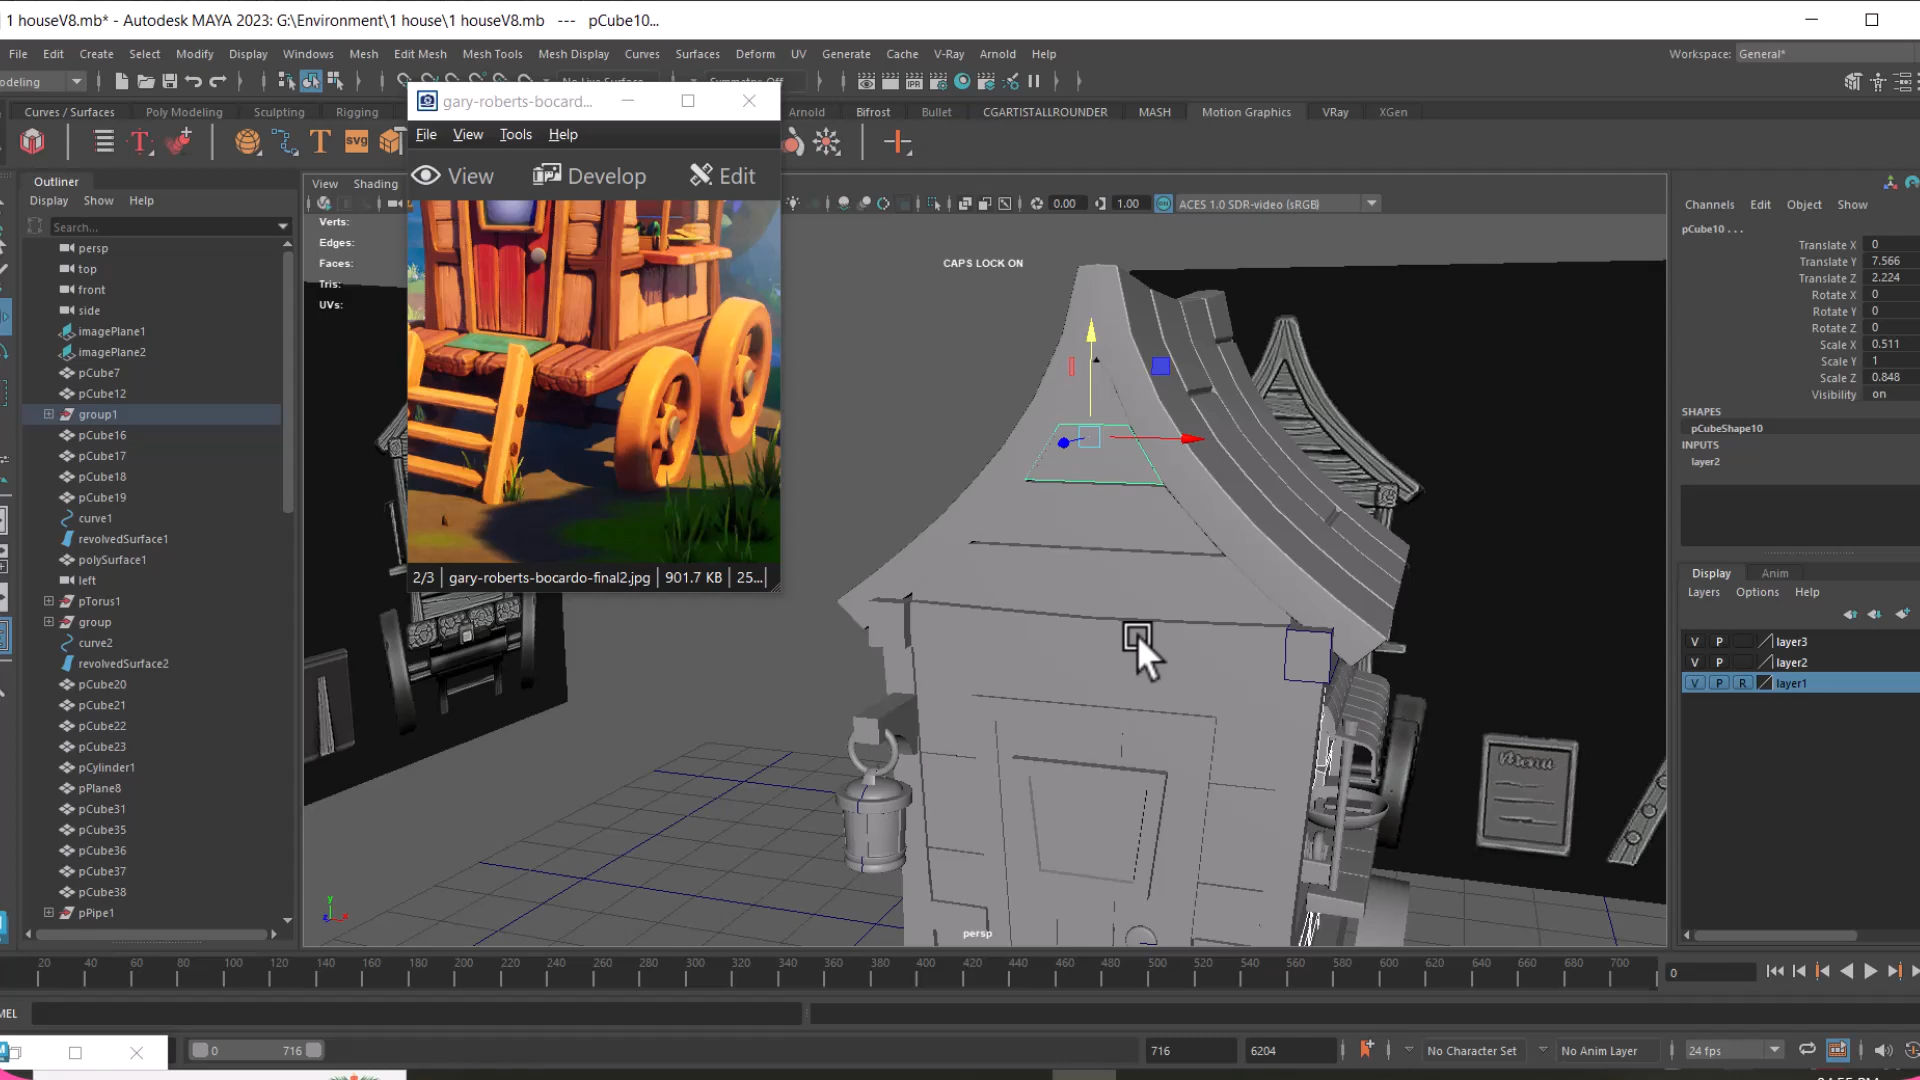 1 houseV8.mb* - Autodesk MAYA 2023: G:\Environment\1 house\1 houseV8.mb   ---   pCube10...
File Edit Create Select Modify Display Windows Mesh Edit Mesh Mesh Tools Mesh Display Curves Surfaces Deform UV Generate Cache V-Ray Arnold Help
Workspace: General*
Curves / Surfaces Poly Modeling Sculpting Rigging
Arnold Bifrost Bullet CGARTISTALLROUNDER MASH Motion Graphics VRay XGen
gary-roberts-bocard...
File View Tools Help
View Develop Edit
2/3 gary-roberts-bocardo-final2.jpg 901.7 KB 25...
Outliner
Display Show Help
Search...
persp
top
front
side
imagePlane1
imagePlane2
pCube7
pCube12
group1
pCube16
pCube17
pCube18
pCube19
curve1
revolvedSurface1
polySurface1
left
pTorus1
group
curve2
revolvedSurface2
pCube20
pCube21
pCube22
pCube23
pCylinder1
pPlane8
pCube31
pCube35
pCube36
pCube37
pCube38
pPipe1
View Shading
0.00 1.00 ACES 1.0 SDR-video (sRGB)
Verts:
Edges:
Faces:
Tris:
UVs:
CAPS LOCK ON
Menu
persp
y
z x
Channels Edit Object Show
pCube10 . . .
Translate X 0
Translate Y 7.566
Translate Z 2.224
Rotate X 0
Rotate Y 0
Rotate Z 0
Scale X 0.511
Scale Y 1
Scale Z 0.848
Visibility on
SHAPES
pCubeShape10
INPUTS
layer2
Display Anim
Layers Options Help
V P layer3
V P layer2
V P R layer1
20 40 60 80 100 120 140 160 180 200 220 240 260 280 300 320 340 360 380 400 420 440 460 480 500 520 540 560 580 600 620 640 660 680 700
0
MEL
0 716
716 6204 No Character Set No Anim Layer 24 fps